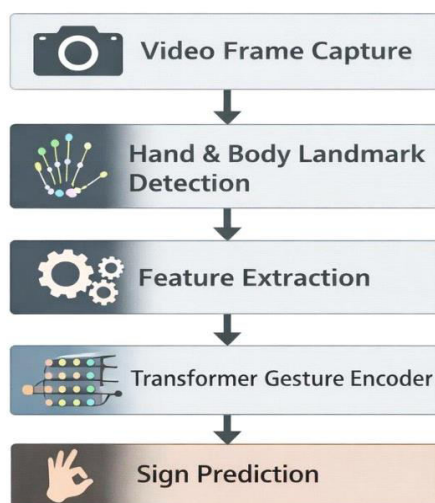 Video Frame Capture
Hand & Body Landmark
Detection
Feature Extraction
Transformer Gesture Encoder
Sign Prediction